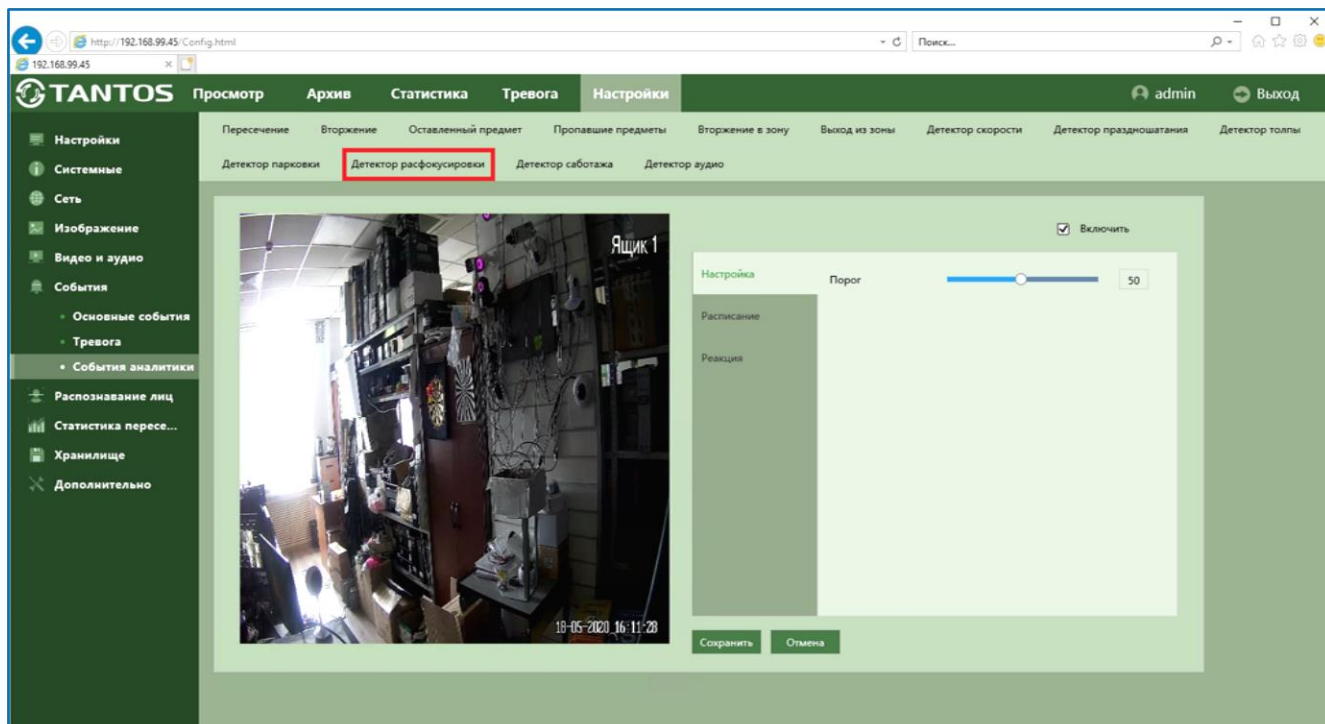 http://192.168.99.45/Config.html
Поиск...
192.168.99.45
TANTOS
Просмотр Архив Статистика Тревога Настройки admin Выход
Пересечение Вторжение Оставленный предмет Пропавшие предметы Вторжение в зону Выход из зоны Детектор скорости Детектор праздношатания Детектор толпы
Детектор парковки Детектор расфокусировки Детектор саботажа Детектор аудио
Настройки
Системные
Сеть
Изображение
Видео и аудио
События
Основные события
Тревога
События аналитики
Распознавание лиц
Статистика пересе...
Хранилище
Дополнительно
Ящик 1
18-05-2020 16:11:28
Включить
Настройка
Расписание
Реакция
Порог 50
Сохранить Отмена